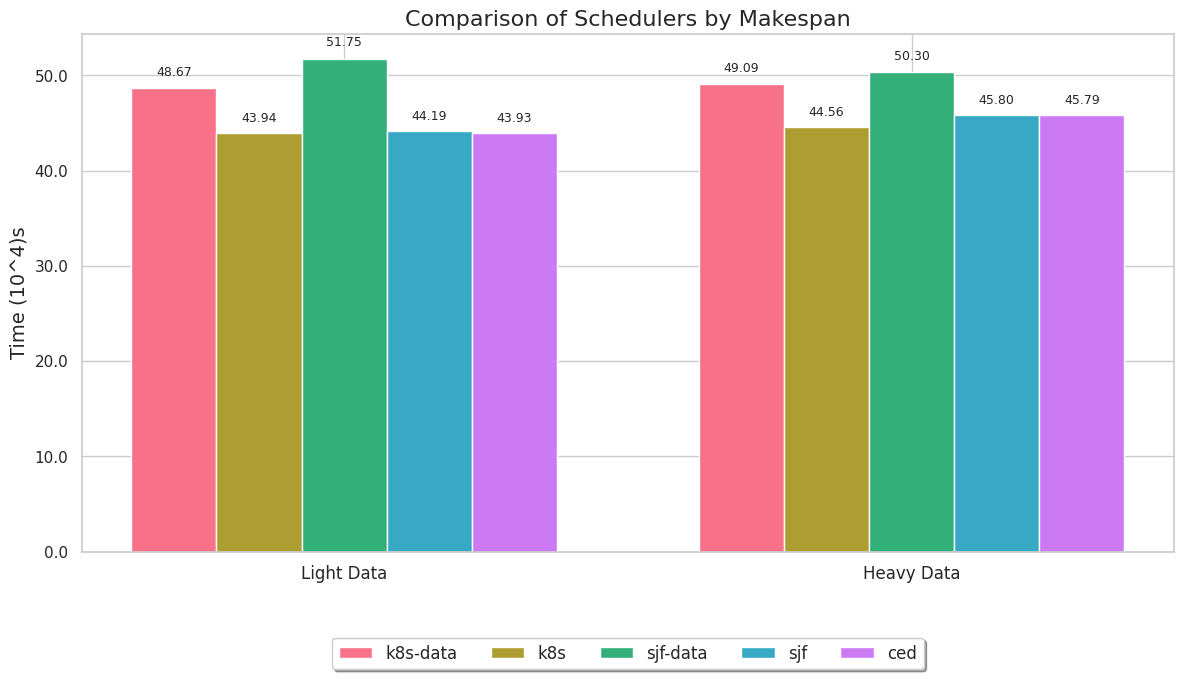 Comparison of Schedulers by Makespan
Time (10^4)s
50.0
40.0
30.0
20.0
10.0
0.0
48.67
43.94
51.75
44.19
43.93
49.09
44.56
50.30
45.80
45.79
Light Data
Heavy Data
k8s-data
k8s
sjf-data
sjf
ced